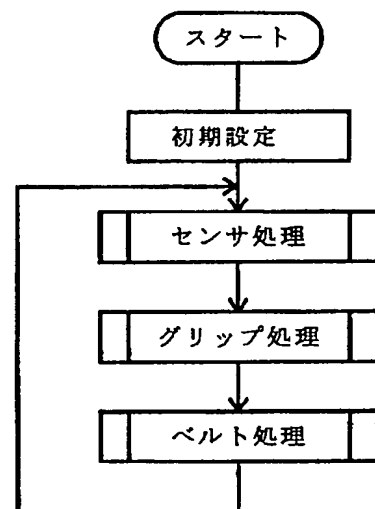 スタート
初期設定
センサ処理
グリップ処理
ベルト処理